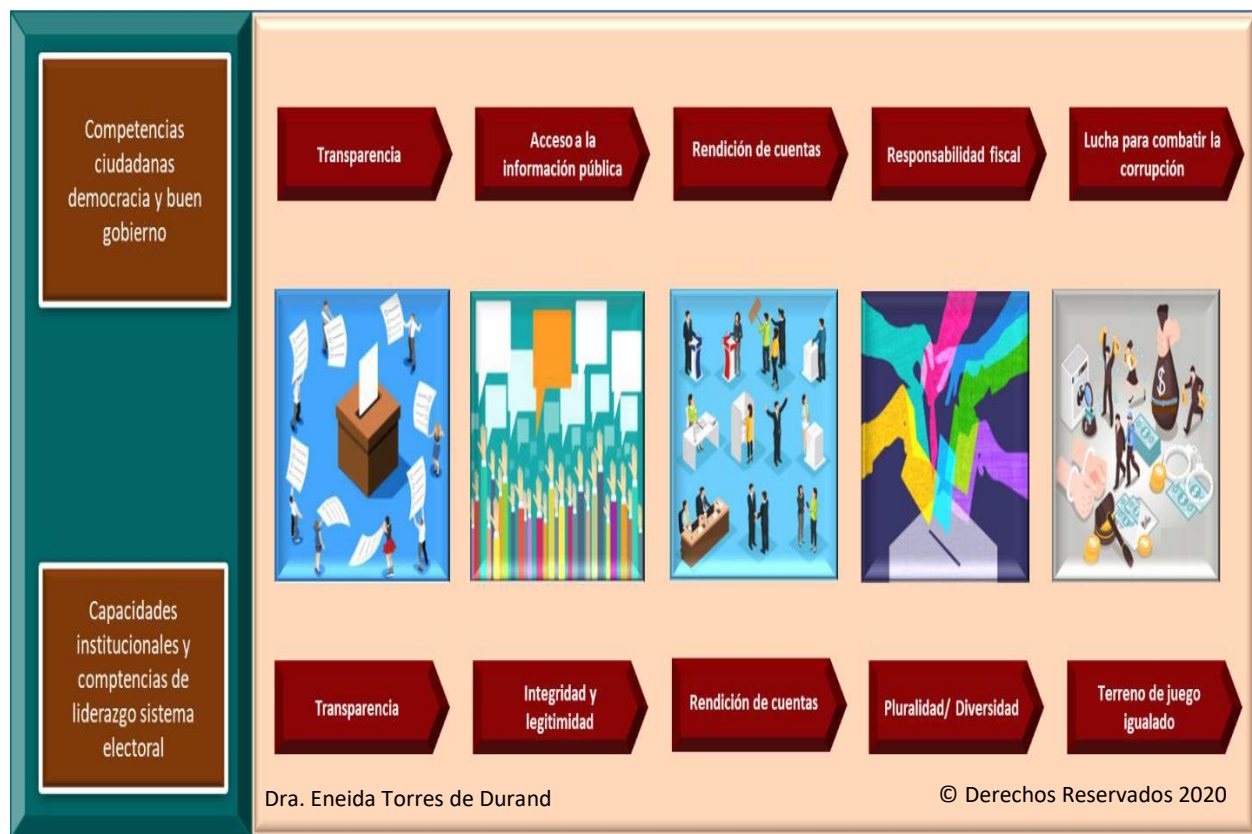 Competencias
ciudadanas
democracia y buen
gobierno
Transparencia
Acceso a la
información pública
Rendición de cuentas
Responsabilidad fiscal
Lucha para combatir la
corrupción
$
Capacidades
institucionales y
comptencias de
liderazgo sistema
electoral
Transparencia
Integridad y
legitimidad
Rendición de cuentas
Pluralidad/ Diversidad
Terreno de juego
igualado
Dra. Eneida Torres de Durand
© Derechos Reservados 2020